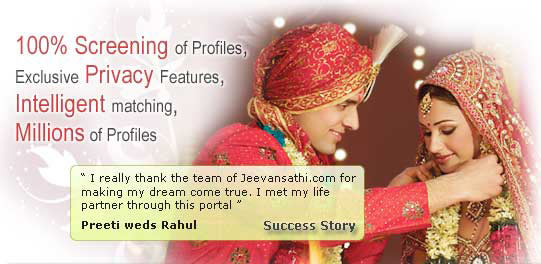 100% Screening of Profiles,
Exclusive Privacy Features,
Intelligent matching,
Millions of Profiles
“ I really thank the team of Jeevansathi.com for
making my dream come true. I met my life
partner through this portal ”
Preeti weds Rahul Success Story